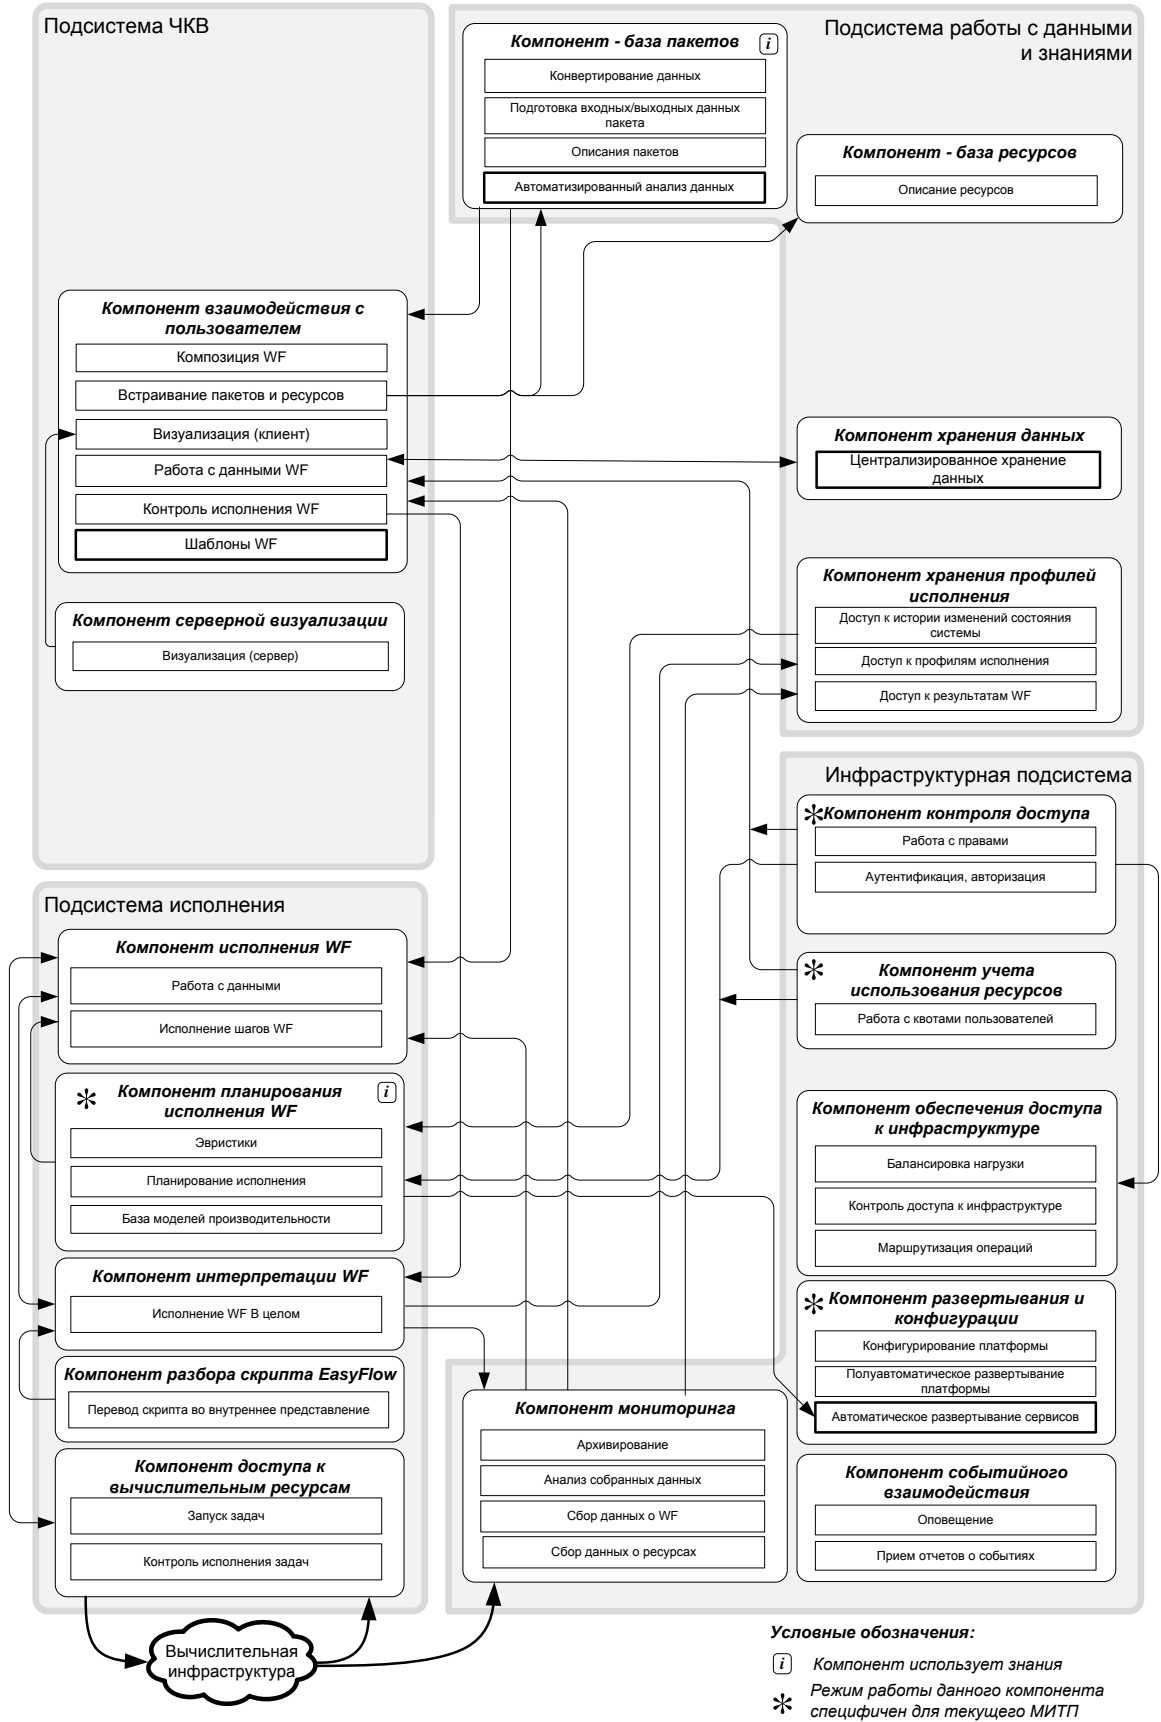 Подсистема ЧКВ
Компонент взаимодействия с
пользователем
Композиция WF
Встраивание пакетов и ресурсов
Визуализация (клиент)
Работа с данными WF
Контроль исполнения WF
Шаблоны WF
Компонент серверной визуализации
Визуализация (сервер)
Подсистема работы с данными
и знаниями
Компонент - база пакетов
i
Конвертирование данных
Подготовка входных/выходных данных
пакета
Описания пакетов
Автоматизированный анализ данных
Компонент - база ресурсов
Описание ресурсов
Компонент хранения данных
Централизированное хранение
данных
Компонент хранения профилей
исполнения
Доступ к истории изменений состояния
системы
Доступ к профилям исполнения
Доступ к результатам WF
Подсистема исполнения
Компонент исполнения WF
Работа с данными
Исполнение шагов WF
Компонент планирования
исполнения WF
i
Эвристики
Планирование исполнения
База моделей производительности
Компонент интерпретации WF
Исполнение WF В целом
Компонент разбора скрипта EasyFlow
Перевод скрипта во внутреннее представление
Компонент доступа к
вычислительным ресурсам
Запуск задач
Контроль исполнения задач
Вычислительная
инфраструктура
Инфраструктурная подсистема
Компонент контроля доступа
Работа с правами
Аутентификация, авторизация
Компонент учета
использования ресурсов
Работа с квотами пользователей
Компонент обеспечения доступа
к инфраструктуре
Балансировка нагрузки
Контроль доступа к инфраструктуре
Маршрутизация операций
Компонент развертывания и
конфигурации
Конфигурирование платформы
Полуавтоматическое развертывание
платформы
Автоматическое развертывание сервисов
Компонент мониторинга
Архивирование
Анализ собранных данных
Сбор данных о WF
Сбор данных о ресурсах
Компонент событийного
взаимодействия
Оповещение
Прием отчетов о событиях
Условные обозначения:
i Компонент использует знания
Режим работы данного компонента
специфичен для текущего МИТП